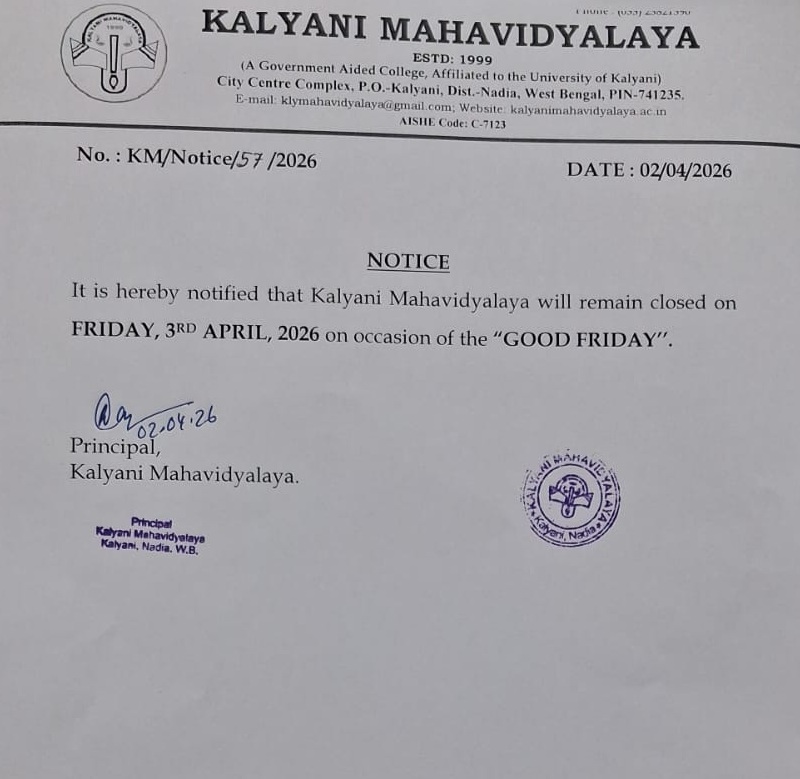 KALYANI MAHAVIDYALAYA
ESTD: 1999
(A Government Aided College, Affiliated to the University of Kalyani)
City Centre Complex, P.O.-Kalyani, Dist.-Nadia, West Bengal, PIN-741235.
E-mail: klymahavidyalaya@gmail.com; Website: kalyanimahavidyalaya.ac.in
AISHE Code: C-7123
No. : KM/Notice/57/2026
DATE : 02/04/2026
NOTICE
It is hereby notified that Kalyani Mahavidyalaya will remain closed on
FRIDAY, 3RD APRIL, 2026 on occasion of the “GOOD FRIDAY”.
02.04.26
Principal,
Kalyani Mahavidyalaya.
Principal
Kalyani Mahavidyalaya
Kalyani, Nadia, W.B.
KALYANI MAHAVIDYALAYA
Kalyani, Nadia